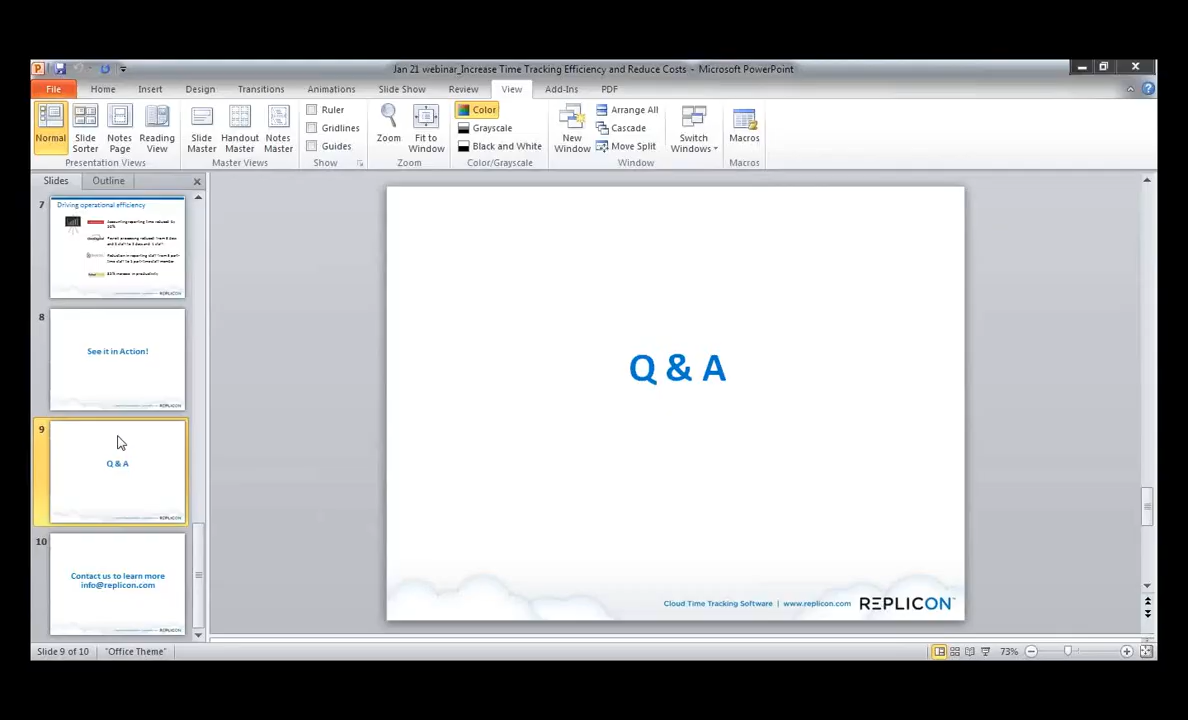 Jan 21 webinar_Increase Time Tracking Efficiency and Reduce Costs - Microsoft PowerPoint
File Home Insert Design Transitions Animations Slide Show Review View Add-Ins PDF
Normal
Slide Sorter
Notes Page
Reading View
Presentation Views
Slide Master
Handout Master
Notes Master
Master Views
Ruler
Gridlines
Guides
Show
Zoom
Fit to Window
Zoom
Color
Grayscale
Black and White
Color/Grayscale
New Window
Arrange All
Cascade
Move Split
Switch Windows
Window
Macros
Macros
Slides Outline
7
Driving operational efficiency
REPLICON
8
See it in Action!
REPLICON
9
Q & A
REPLICON
10
Contact us to learn more
info@replicon.com
REPLICON
Q & A
Cloud Time Tracking Software | www.replicon.com REPLICON
Slide 9 of 10 "Office Theme" 73%